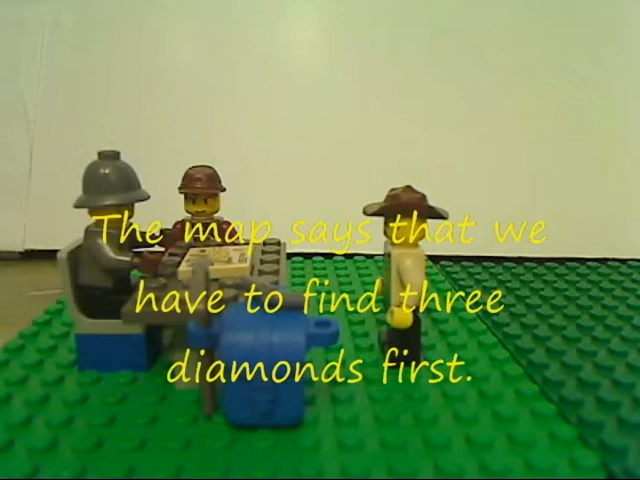 The map says that we
have to find three
diamonds first.